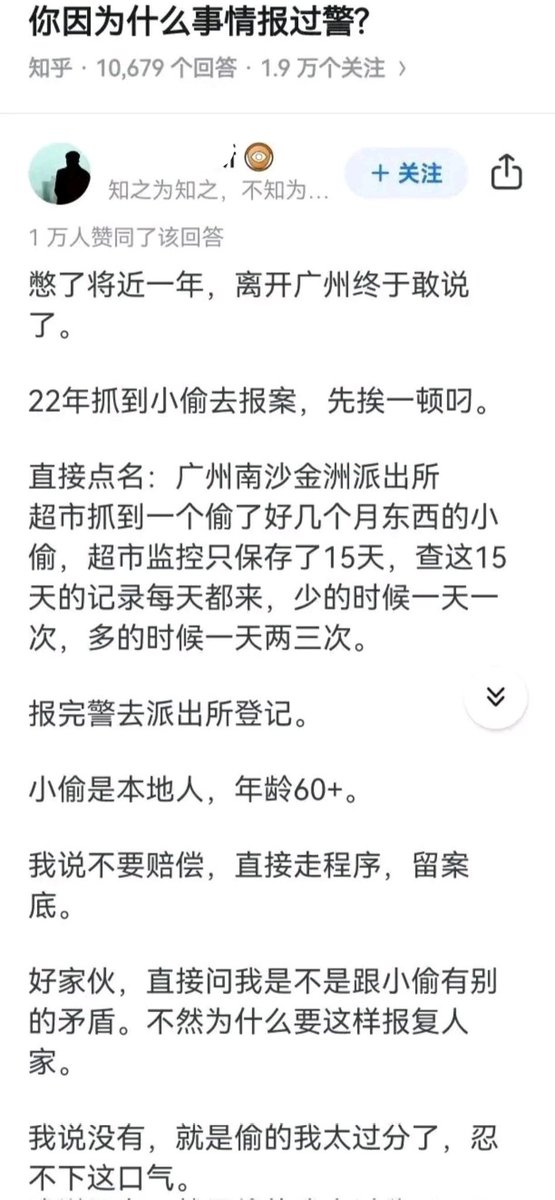 你因为什么事情报过警?
知乎 · 10,679 个回答 · 1.9 万个关注 >
知之为知之，不知为...
+ 关注
1 万人赞同了该回答
憋了将近一年，离开广州终于敢说
了。
22年抓到小偷去报案，先挨一顿叼。
直接点名：广州南沙金洲派出所
超市抓到一个偷了好几个月东西的小
偷，超市监控只保存了15天，查这15
天的记录每天都来，少的时候一天一
次，多的时候一天两三次。
报完警去派出所登记。
小偷是本地人，年龄60+。
我说不要赔偿，直接走程序，留案
底。
好家伙，直接问我是不是跟小偷有别
的矛盾。不然为什么要这样报复人
家。
我说没有，就是偷的我太过分了，忍
不下这口气。